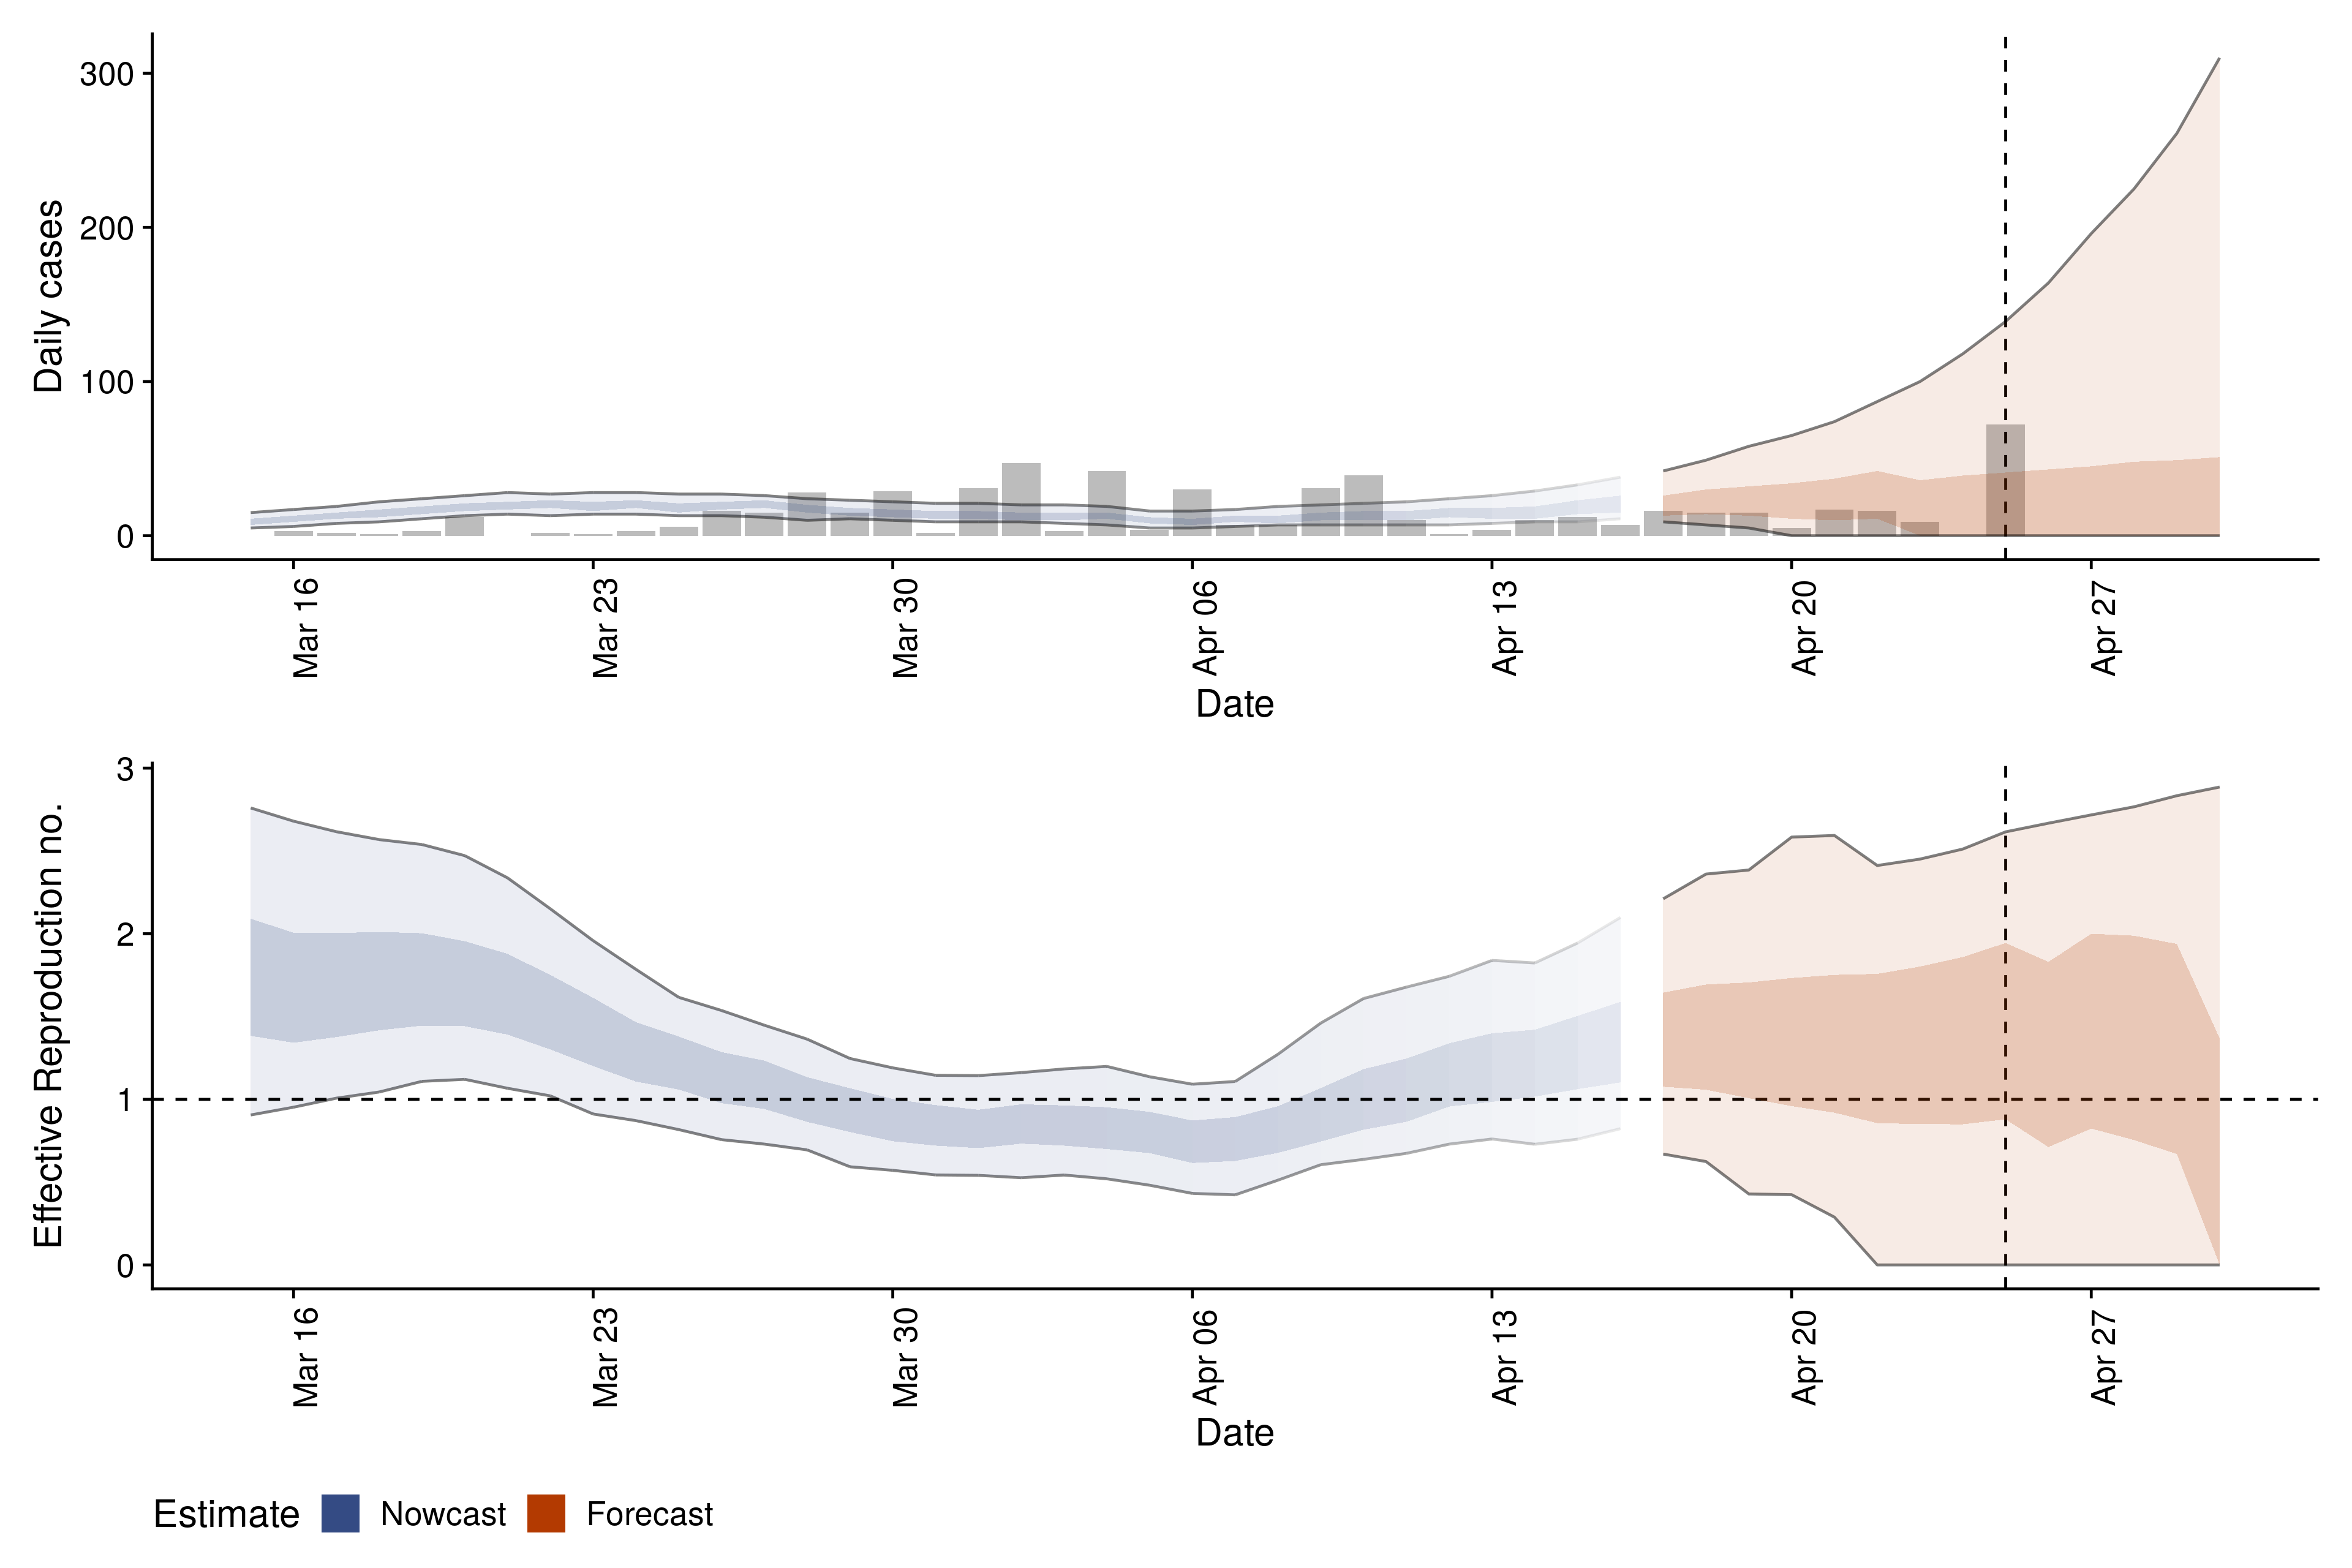 Daily cases
300
200
100
0
Mar 16
Mar 23
Mar 30
Apr 06
Apr 13
Apr 20
Apr 27
Date
Effective Reproduction no.
3
2
1
0
Mar 16
Mar 23
Mar 30
Apr 06
Apr 13
Apr 20
Apr 27
Date
Estimate Nowcast Forecast